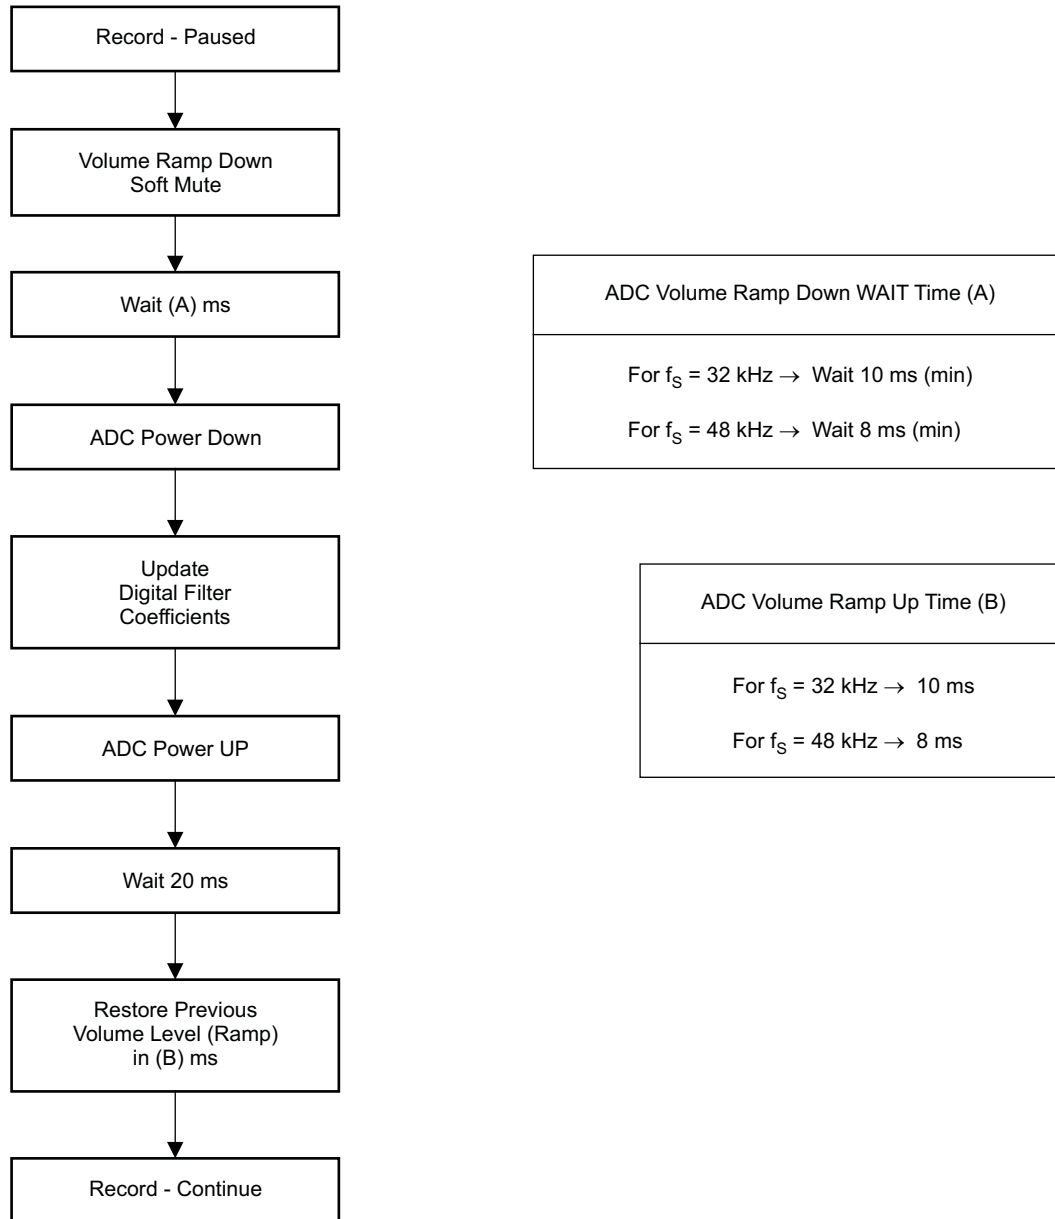 Record - Paused
Volume Ramp Down
Soft Mute
Wait (A) ms
ADC Power Down
Update
Digital Filter
Coefficients
ADC Power UP
Wait 20 ms
Restore Previous
Volume Level (Ramp)
in (B) ms
Record - Continue
ADC Volume Ramp Down WAIT Time (A)
For fS = 32 kHz → Wait 10 ms (min)
For fS = 48 kHz → Wait 8 ms (min)
ADC Volume Ramp Up Time (B)
For fS = 32 kHz → 10 ms
For fS = 48 kHz → 8 ms